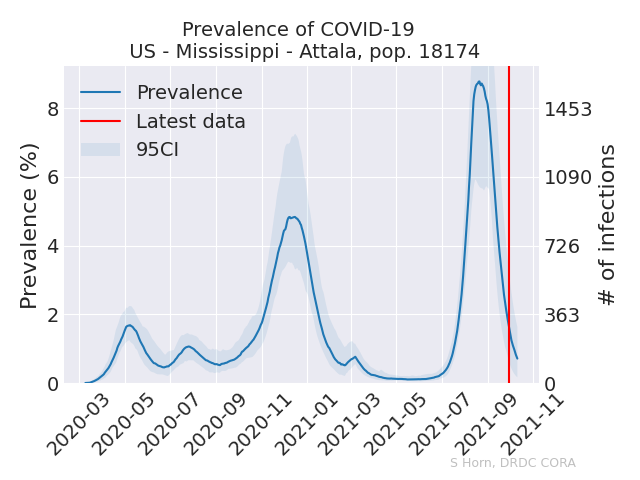 Prevalence of COVID-19
US - Mississippi - Attala, pop. 18174
Prevalence
Latest data
95CI
Prevalence (%)
8
6
4
2
0
1453
1090
726
363
0
# of infections
2020-03
2020-05
2020-07
2020-09
2020-11
2021-01
2021-03
2021-05
2021-07
2021-09
2021-11
S Horn, DRDC CORA